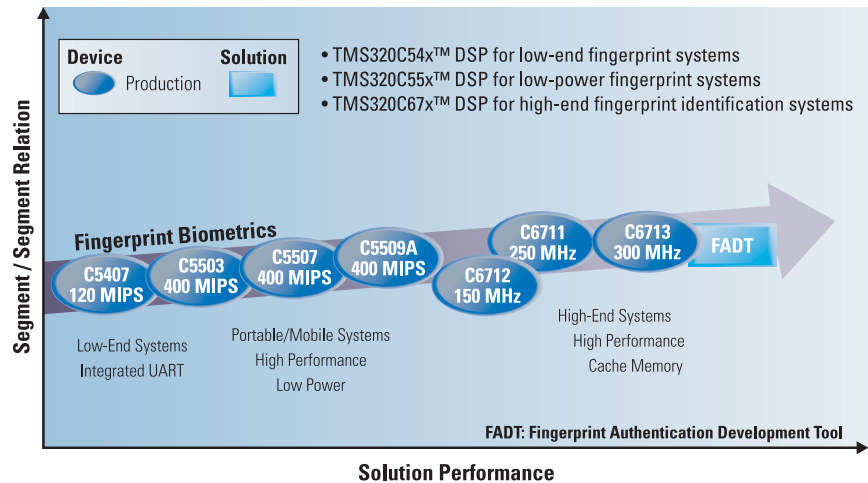 Segment / Segment Relation
Device
Solution
Production
• TMS320C54x™ DSP for low-end fingerprint systems
• TMS320C55x™ DSP for low-power fingerprint systems
• TMS320C67x™ DSP for high-end fingerprint identification systems
Fingerprint Biometrics
C5407
120 MIPS
C5503
400 MIPS
C5507
400 MIPS
C5509A
400 MIPS
C6712
150 MHz
C6711
250 MHz
C6713
300 MHz
FADT
Low-End Systems
Integrated UART
Portable/Mobile Systems
High Performance
Low Power
High-End Systems
High Performance
Cache Memory
FADT: Fingerprint Authentication Development Tool
Solution Performance